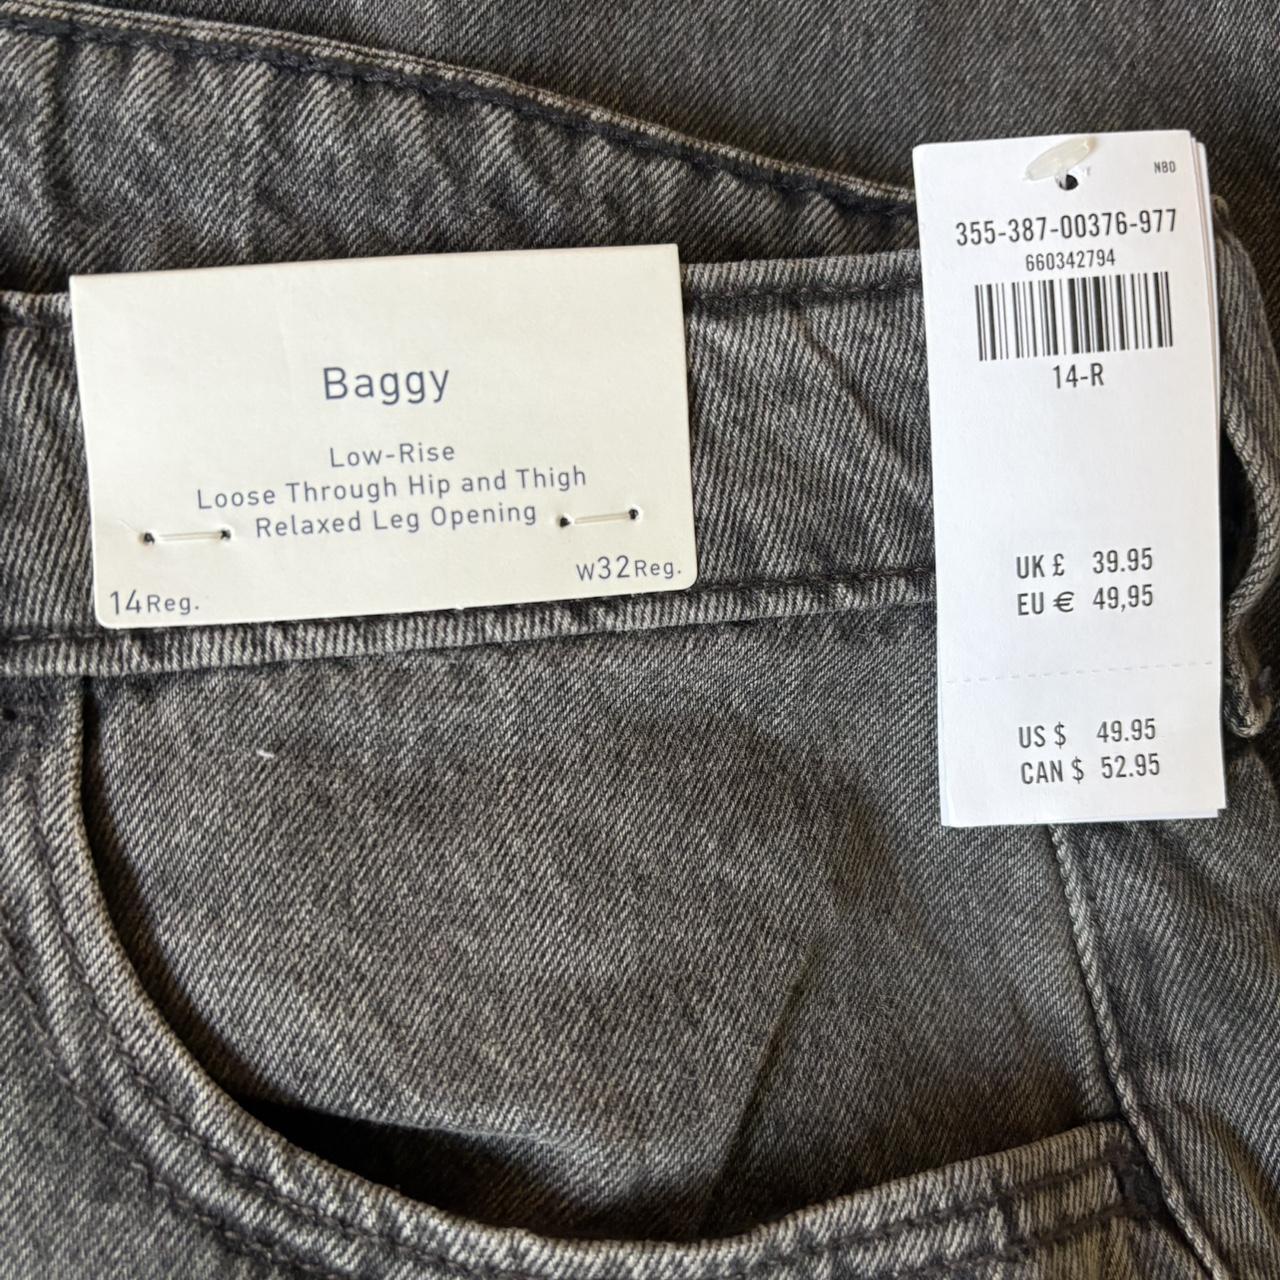 Baggy
Low-Rise
Loose Through Hip and Thigh
Relaxed Leg Opening
W32Reg.
14Reg.
N80
355-387-00376-977
660342794
14-R
UK £ 39.95
EU € 49,95
US $ 49.95
CAN $ 52.95